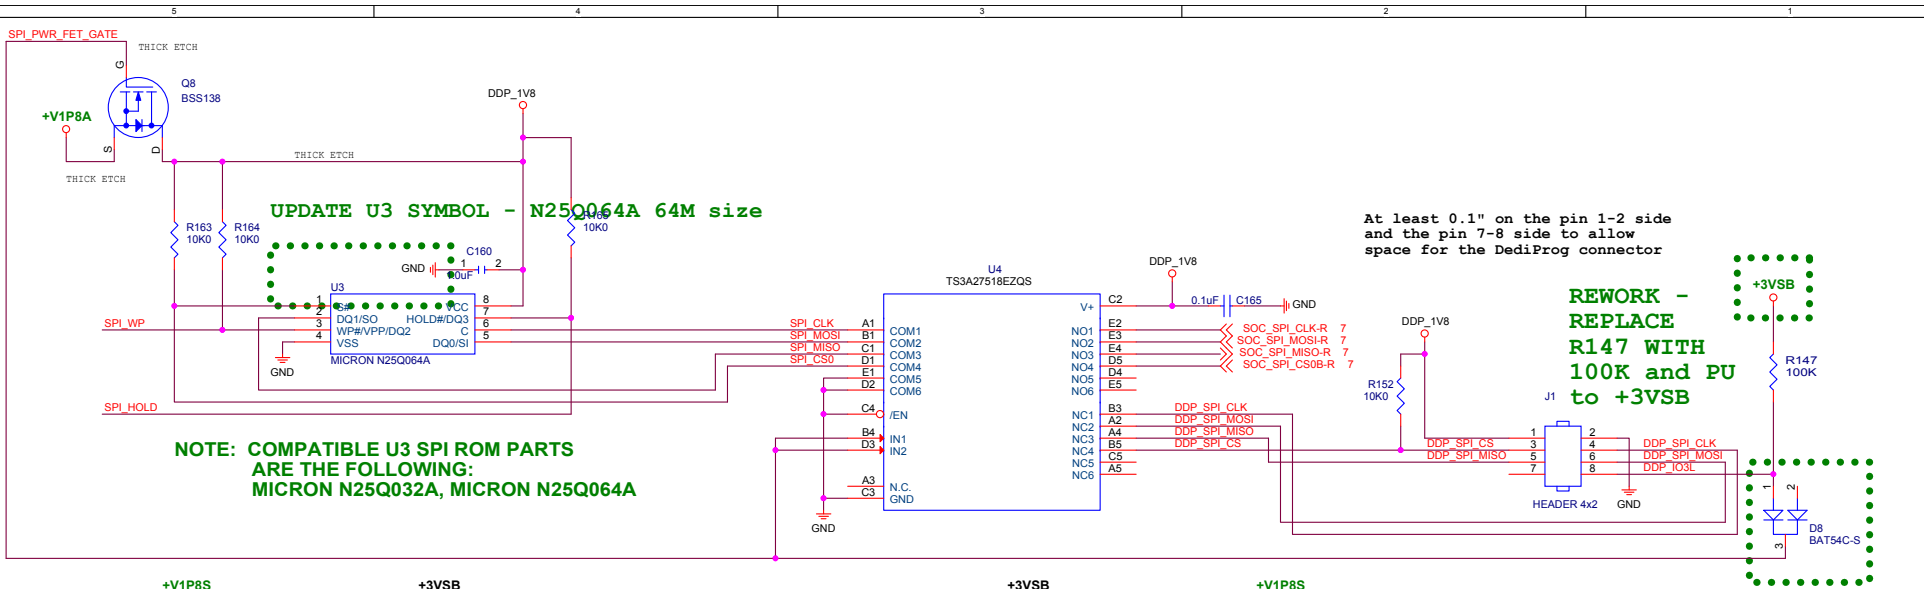 5 4 3 2 1
SPI_PWR_FET_GATE
THICK ETCH
G
Q8
BSS138
+V1P8A
S
D
THICK ETCH
THICK ETCH
DDP_1V8
R163
10K0
R164
10K0
R165
10K0
UPDATE U3 SYMBOL - N25Q064A 64M size
C160
GND
1 2
1.0uF
U3
1 S#
2 DQ1/SO
3 WP#/VPP/DQ2
4 VSS
VCC 8
HOLD#/DQ3 7
C 6
DQ0/SI 5
MICRON N25Q064A
GND
SPI_WP
SPI_HOLD
NOTE: COMPATIBLE U3 SPI ROM PARTS
ARE THE FOLLOWING:
MICRON N25Q032A, MICRON N25Q064A
U4
TS3A27518EZQS
SPI_CLK A1 COM1
SPI_MOSI B1 COM2
SPI_MISO C1 COM3
SPI_CS0 D1 COM4
E1 COM5
D2 COM6
C4 /EN
B4 IN1
D3 IN2
A3 N.C.
C3 GND
GND
V+ C2
NO1 E2 SOC_SPI_CLK-R 7
NO2 E3 SOC_SPI_MOSI-R 7
NO3 E4 SOC_SPI_MISO-R 7
NO4 D5 SOC_SPI_CS0B-R 7
NO5 D4
NO6 E5
NC1 B3 DDP_SPI_CLK
NC2 A2 DDP_SPI_MOSI
NC3 A4 DDP_SPI_MISO
NC4 B5 DDP_SPI_CS
NC5 C5
NC6 A5
DDP_1V8
0.1uF C165 GND
At least 0.1" on the pin 1-2 side
and the pin 7-8 side to allow
space for the DediProg connector
DDP_1V8
R152
10K0
REWORK -
REPLACE
R147 WITH
100K and PU
to +3VSB
J1
1 2
DDP_SPI_CS 3 4 DDP_SPI_CLK
DDP_SPI_MISO 5 6 DDP_SPI_MOSI
7 8 DDP_IO3L
HEADER 4x2
GND
+3VSB
R147
100K
1 2
3
D8
BAT54C-S
+V1P8S +3VSB +3VSB +V1P8S